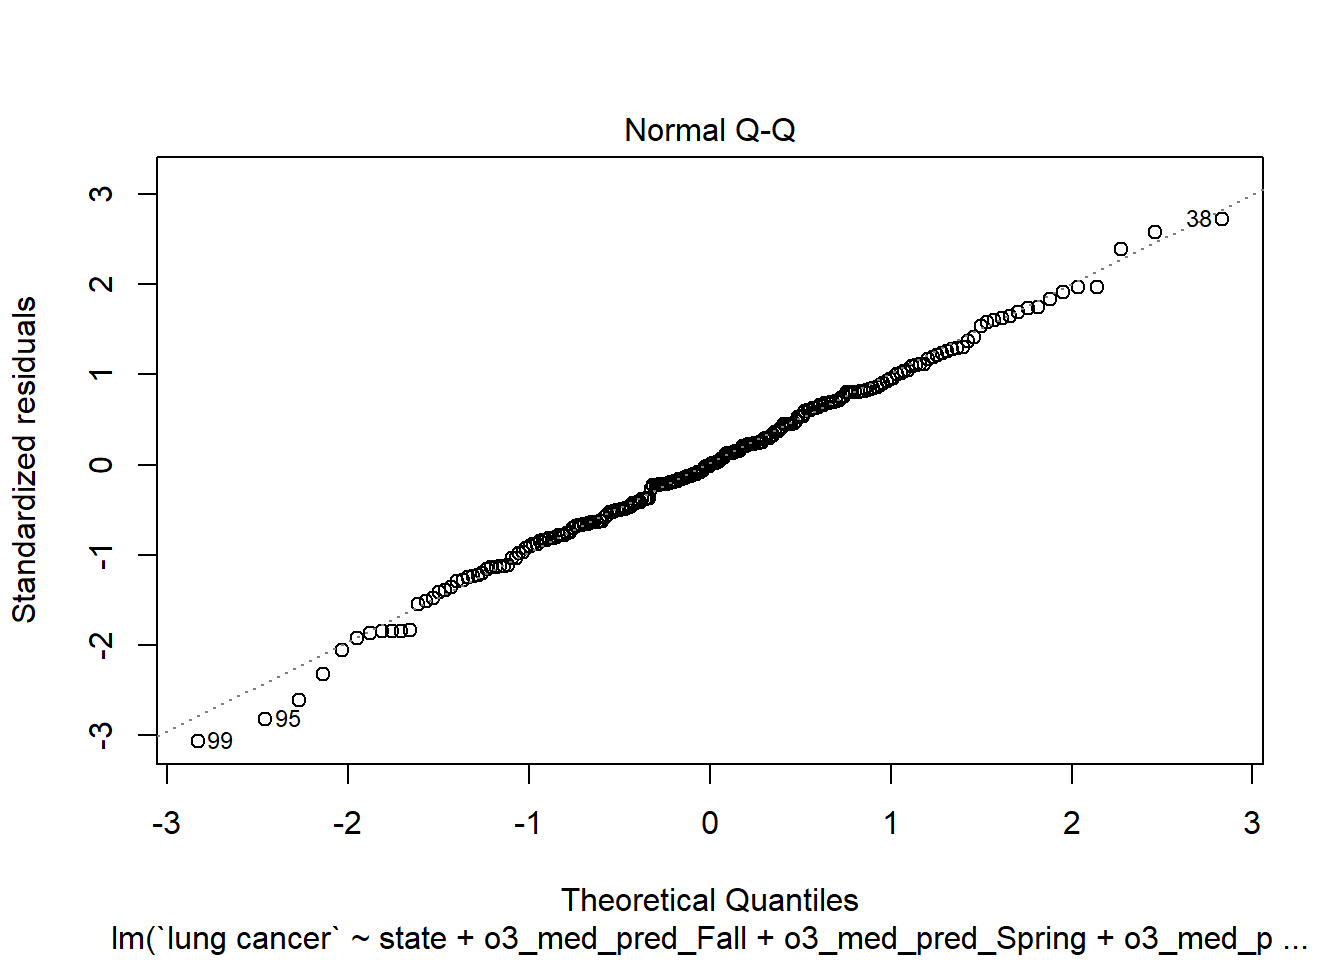 Normal Q-Q
Standardized residuals
3
2
1
0
-1
-2
-3
38
95
99
-3 -2 -1 0 1 2 3
Theoretical Quantiles
lm(`lung cancer` ~ state + o3_med_pred_Fall + o3_med_pred_Spring + o3_med_p ...